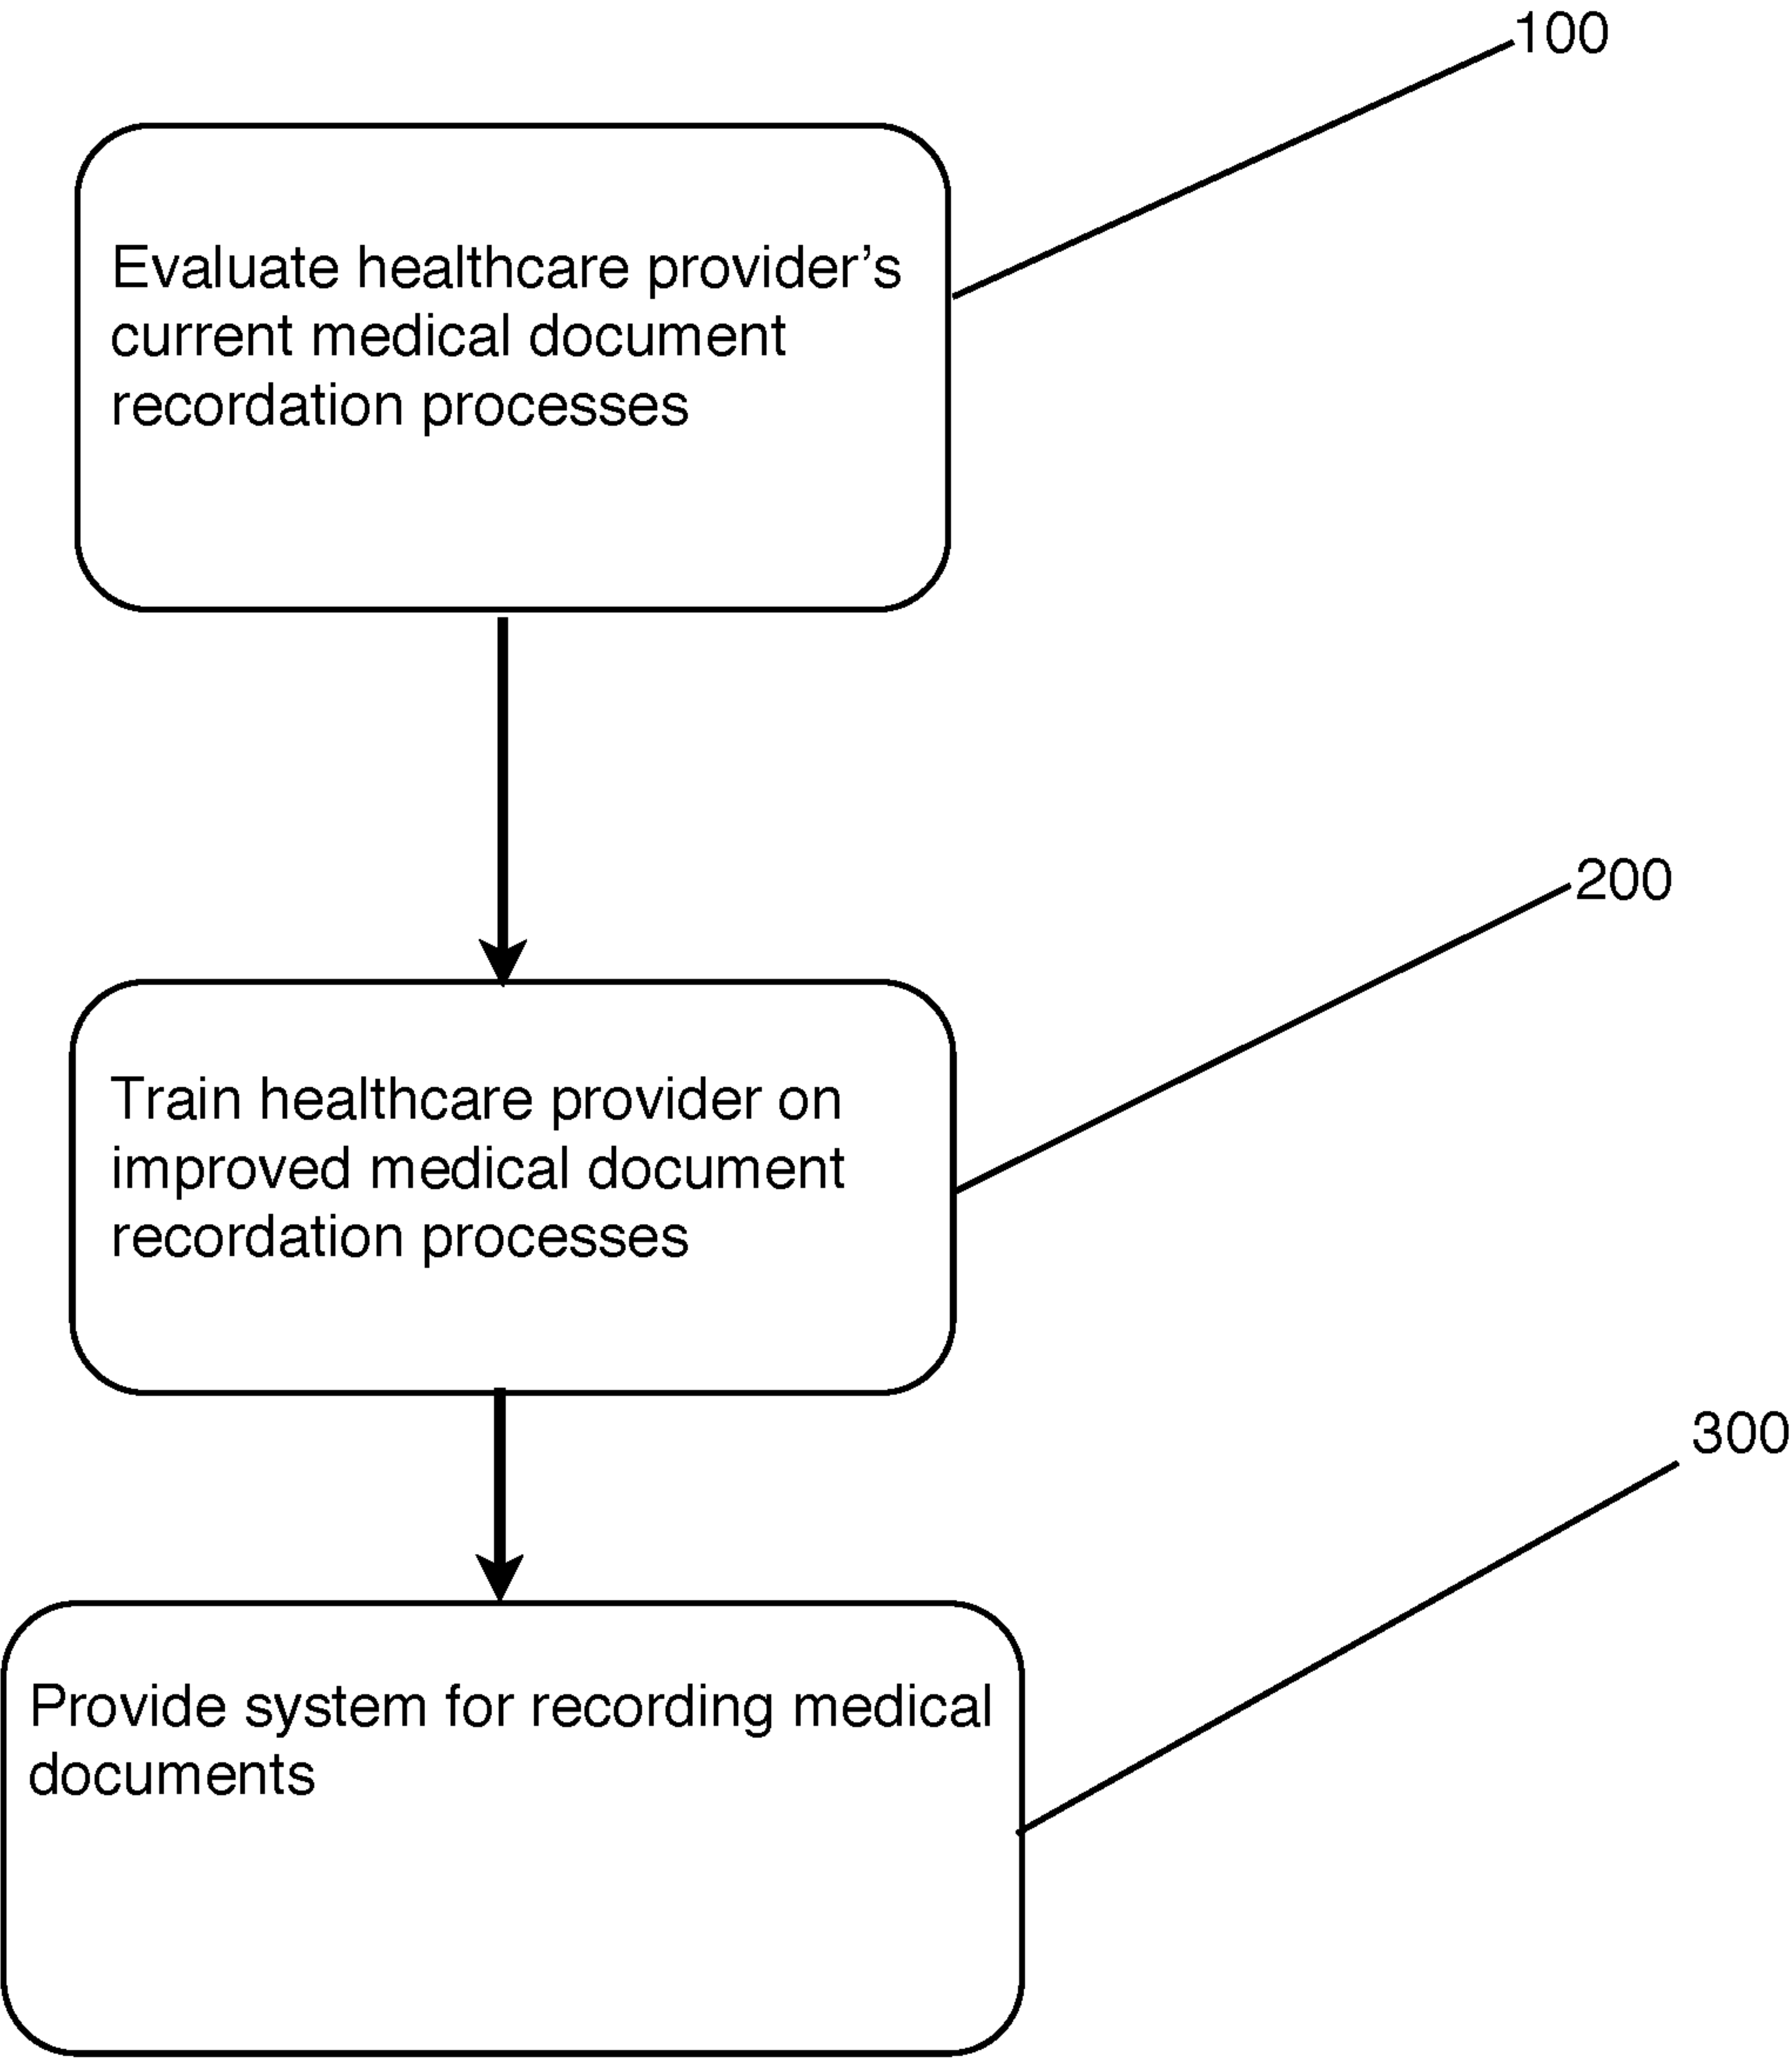 100
Evaluate healthcare provider’s
current medical document
recordation processes
200
Train healthcare provider on
improved medical document
recordation processes
300
Provide system for recording medical
documents